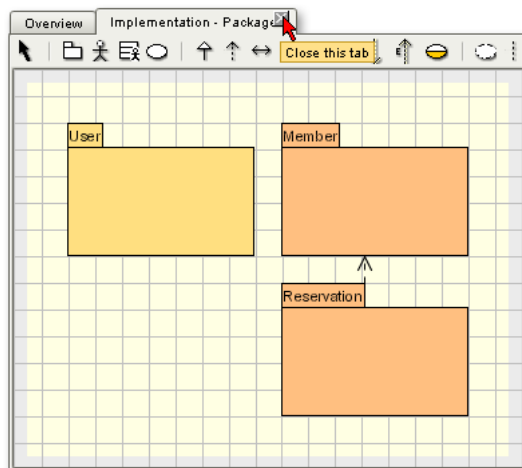 Overview
Implementation - Package
Close this tab
User
Member
Reservation